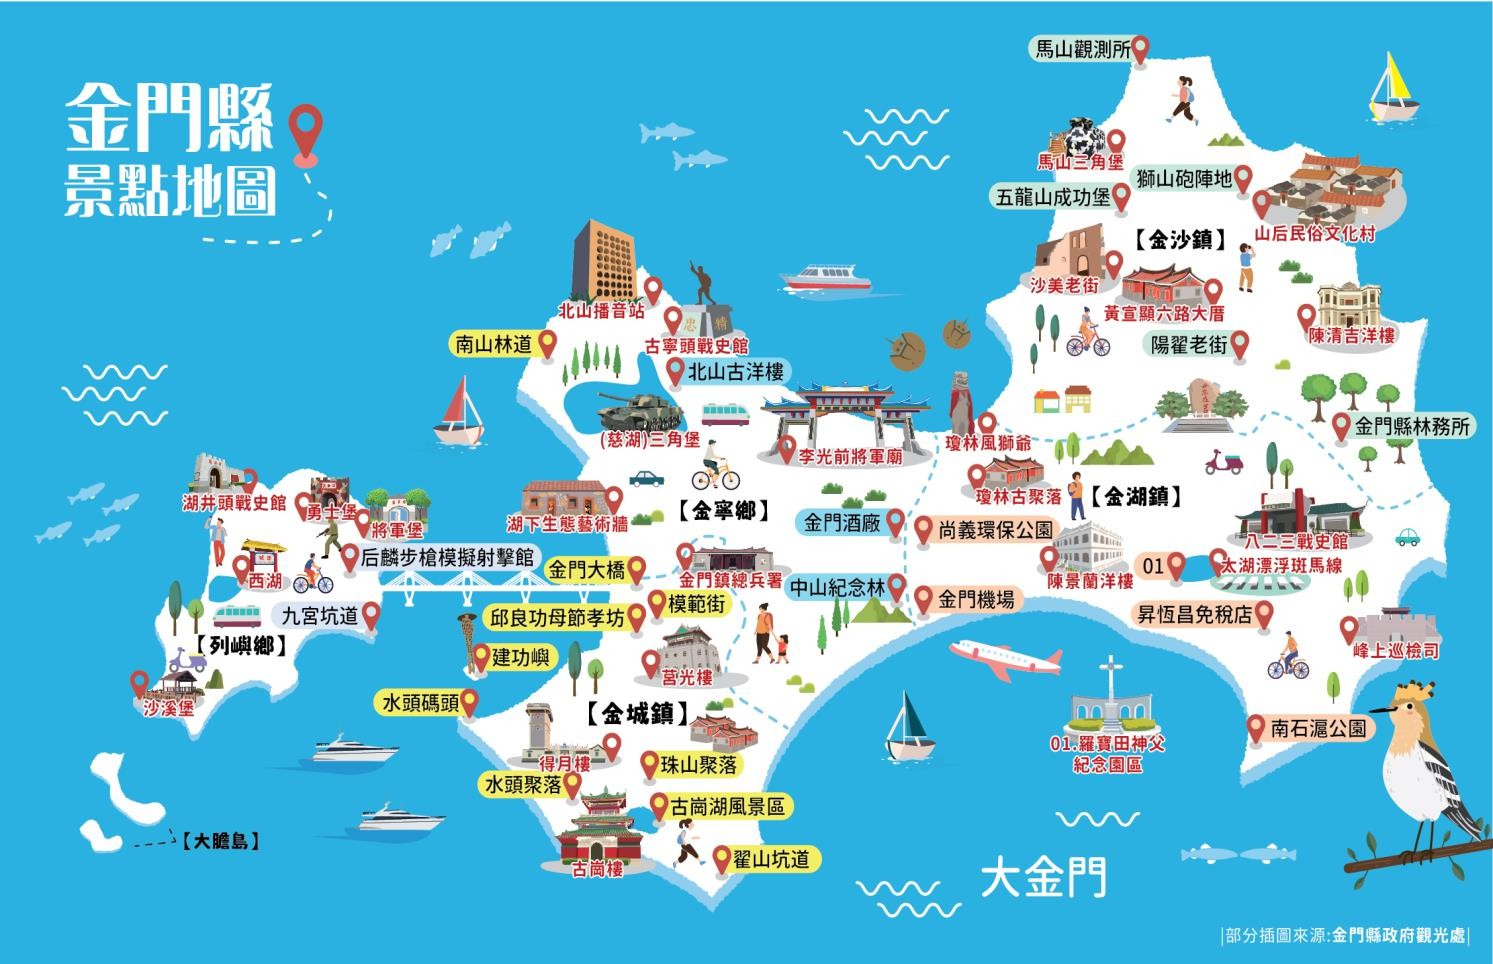 金門縣
景點地圖
馬山觀測所
馬山三角堡
獅山砲陣地
五龍山成功堡
山后民俗文化村
【金沙鎮】
沙美老街
黃宣顯六路大厝
陳清吉洋樓
陽翟老街
北山播音站
忠 精
古寧頭戰史館
南山林道
北山古洋樓
(慈湖)三角堡
李光前將軍廟
瓊林風獅爺
金門縣林務所
瓊林古聚落
【金湖鎮】
湖井頭戰史館
勇士堡
將軍堡
湖下生態藝術牆
【金寧鄉】
金門酒廠
尚義環保公園
八二三戰史館
后麟步槍模擬射擊館
金門大橋
金門鎮總兵署
陳景蘭洋樓
01
太湖漂浮斑馬線
西湖
中山紀念林
金門機場
九宮坑道
邱良功母節孝坊
模範街
昇恆昌免稅店
【列嶼鄉】
建功嶼
莒光樓
峰上巡檢司
沙溪堡
水頭碼頭
【金城鎮】
南石滬公園
01.羅寶田神父
紀念園區
得月樓
珠山聚落
水頭聚落
古崗湖風景區
【大膽島】
古崗樓
翟山坑道
大金門
|部分插圖來源:金門縣政府觀光處|